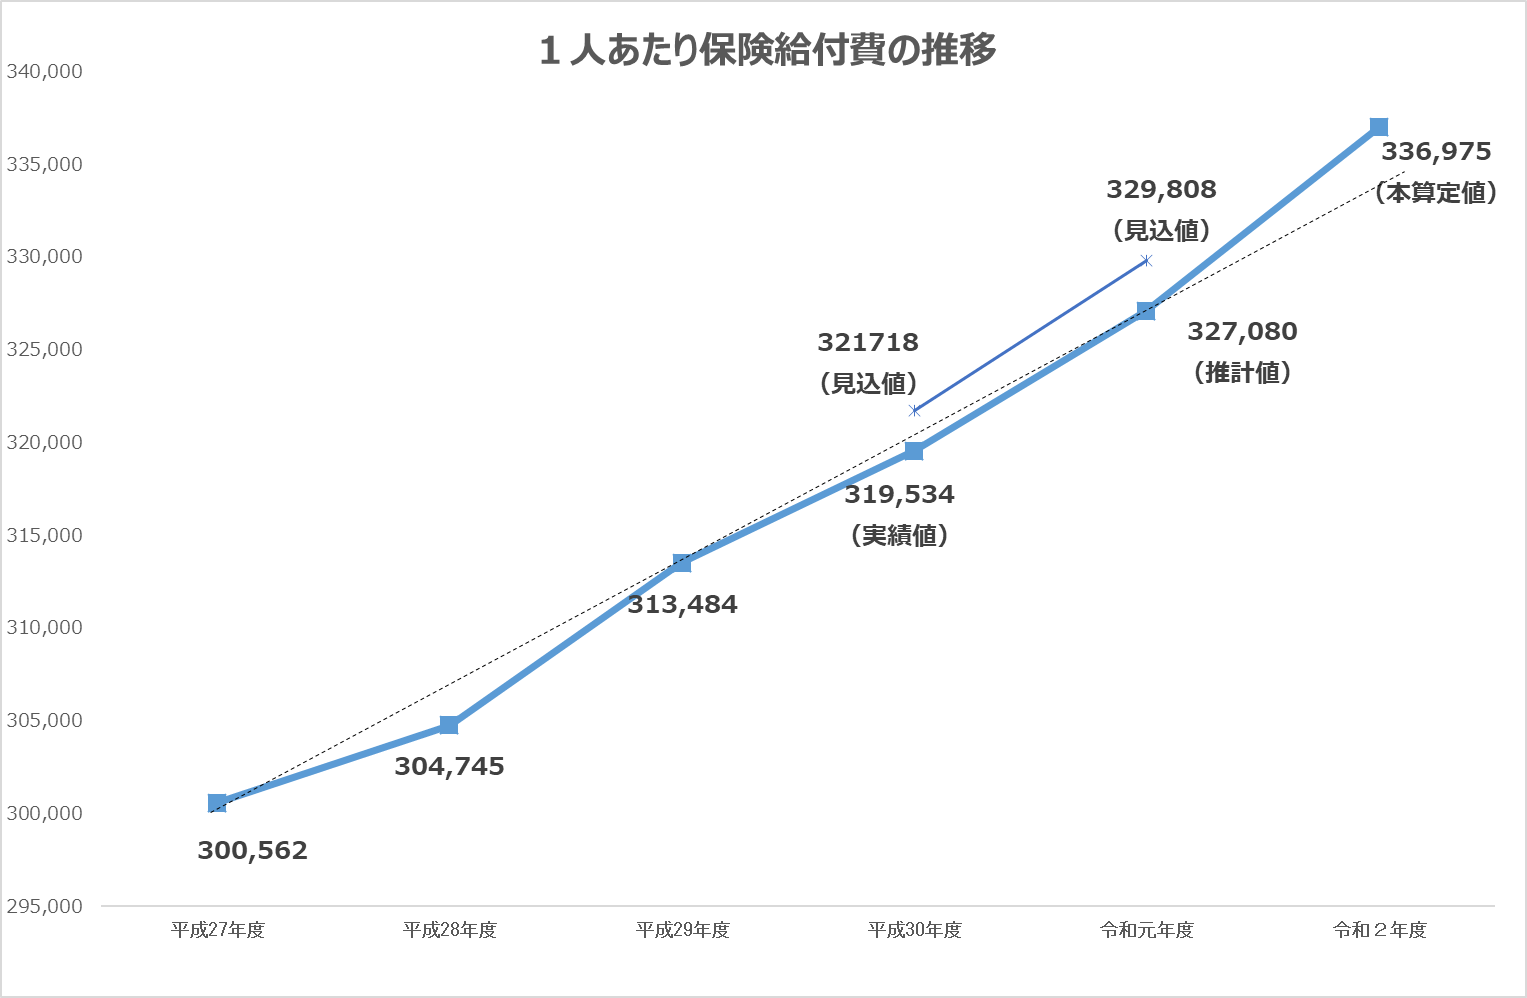 １人あたり保険給付費の推移
340,000
335,000
330,000
325,000
320,000
315,000
310,000
305,000
300,000
295,000
336,975
（本算定値）
329,808
（見込値）
327,080
（推計値）
321718
（見込値）
319,534
（実績値）
313,484
304,745
300,562
平成27年度
平成28年度
平成29年度
平成30年度
令和元年度
令和２年度